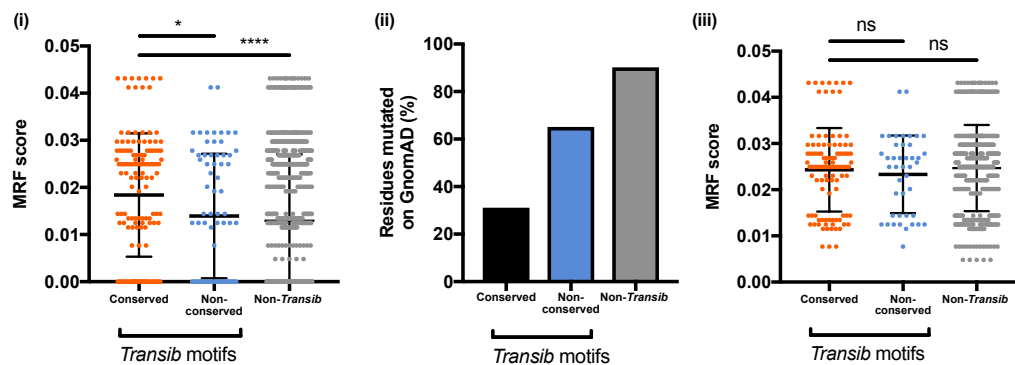 (i)
*
****
0.05
0.04
0.03
0.02
0.01
0.00
MRF score
Conserved
Non-
conserved
Non-Transib
Transib motifs
(ii)
100
80
60
40
20
0
Residues mutated
on GnomAD (%)
Conserved
Non-
conserved
Non-Transib
Transib motifs
(iii)
ns
ns
0.05
0.04
0.03
0.02
0.01
0.00
MRF score
Conserved
Non-
conserved
Non-Transib
Transib motifs